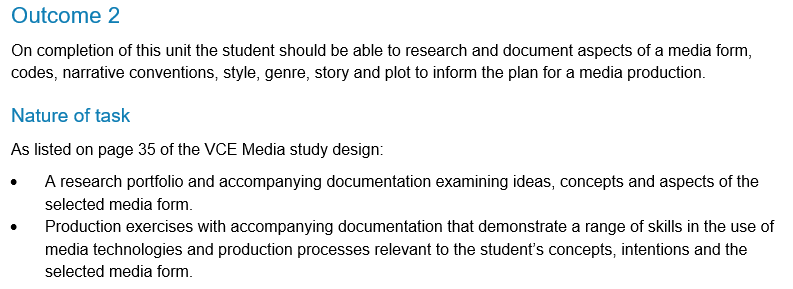 Outcome 2
On completion of this unit the student should be able to research and document aspects of a media form,
codes, narrative conventions, style, genre, story and plot to inform the plan for a media production.
Nature of task
As listed on page 35 of the VCE Media study design:
• A research portfolio and accompanying documentation examining ideas, concepts and aspects of the
selected media form.
• Production exercises with accompanying documentation that demonstrate a range of skills in the use of
media technologies and production processes relevant to the student's concepts, intentions and the
selected media form.